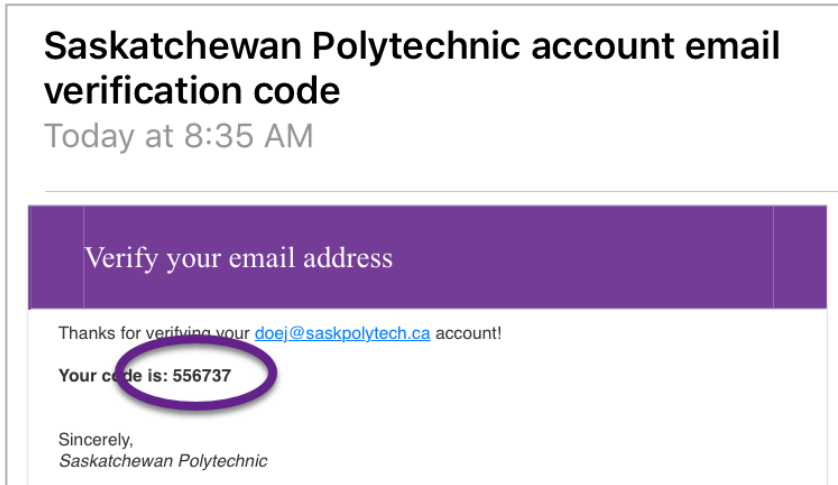 Saskatchewan Polytechnic account email
verification code
Today at 8:35 AM
Verify your email address
Thanks for verifying your doej@saskpolytech.ca account!
Your code is: 556737
Sincerely,
Saskatchewan Polytechnic